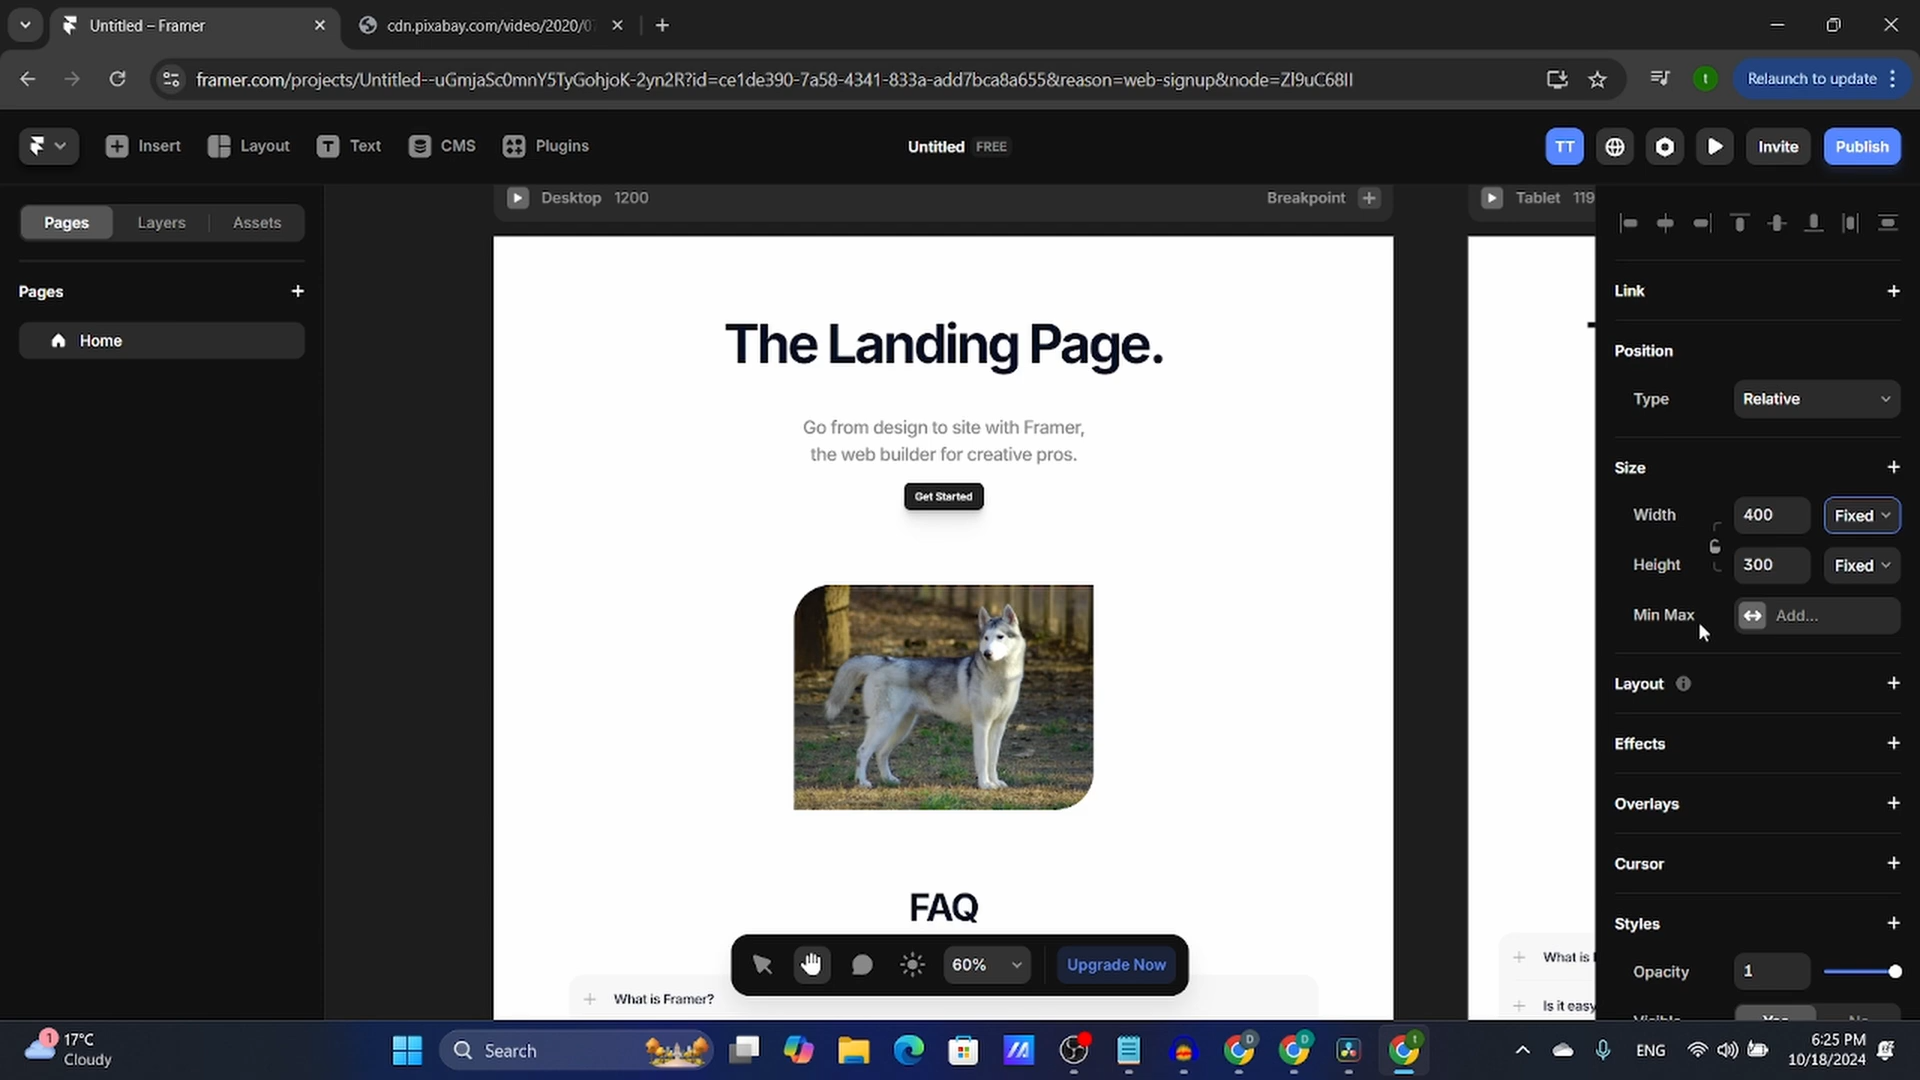 Untitled – Framer
cdn.pixabay.com/video/2020/0
framer.com/projects/Untitled--uGmjaSc0mnY5TyGohjoK-2yn2R?id=ce1de390-7a58-4341-833a-add7bca8a655&reason=web-signup&node=ZI9uC68II
t
Relaunch to update
Insert
Layout
Text
CMS
Plugins
Untitled FREE
TT
Invite
Publish
Pages
Layers
Assets
Pages
Home
Desktop 1200
Breakpoint
Tablet 119
The Landing Page.
Go from design to site with Framer,
the web builder for creative pros.
Get Started
FAQ
What is Framer?
What is
Is it easy
60%
Upgrade Now
Link
Position
Type Relative
Size
Width 400 Fixed
Height 300 Fixed
Min Max Add...
Layout
Effects
Overlays
Cursor
Styles
Opacity 1
1
17°C
Cloudy
Search
D
D
t
ENG
6:25 PM
10/18/2024